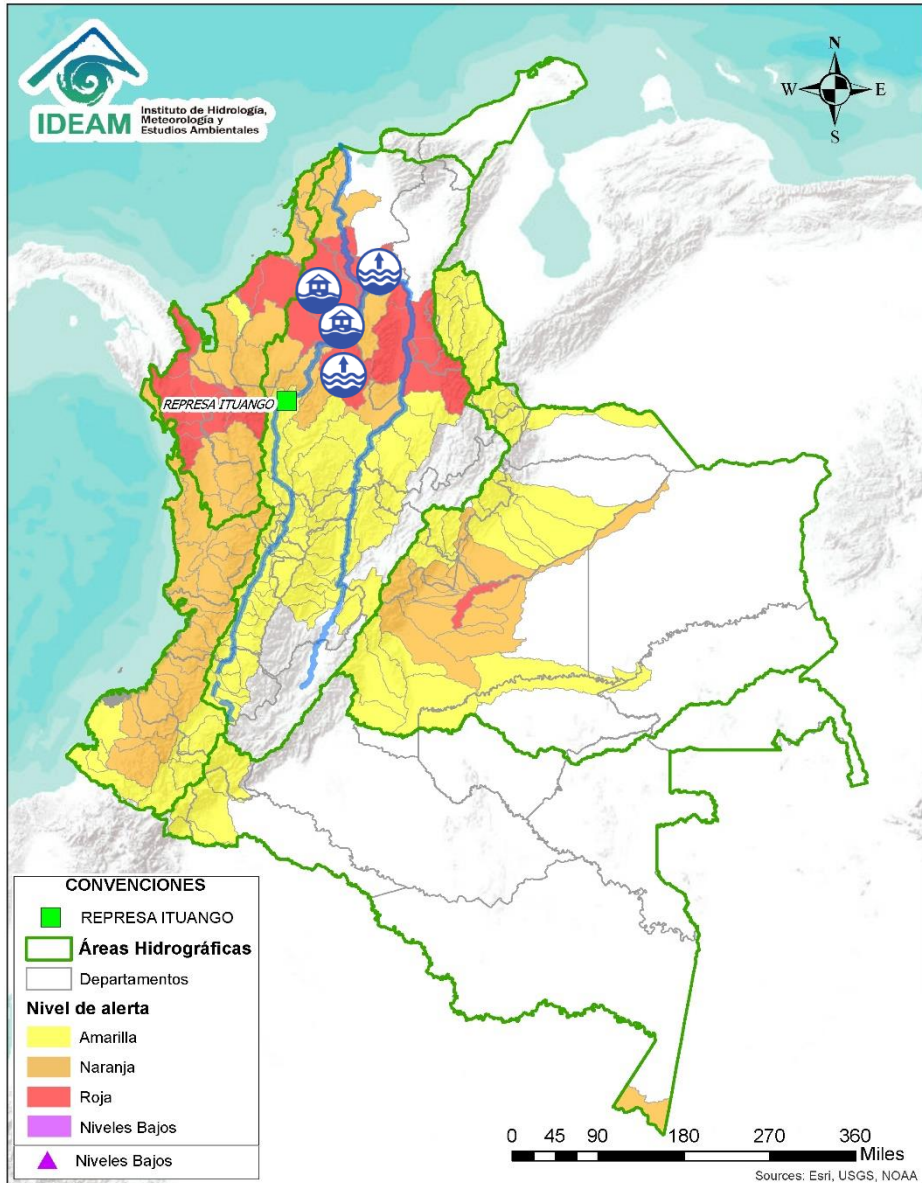 IDEAM
Instituto de Hidrología,
Meteorología y
Estudios Ambientales
N
W E
S
REPRESA ITUANGO
CONVENCIONES
REPRESA ITUANGO
Áreas Hidrográficas
Departamentos
Nivel de alerta
Amarilla
Naranja
Roja
Niveles Bajos
Niveles Bajos
0 45 90 180 270 360
Miles
Sources: Esri, USGS, NOAA